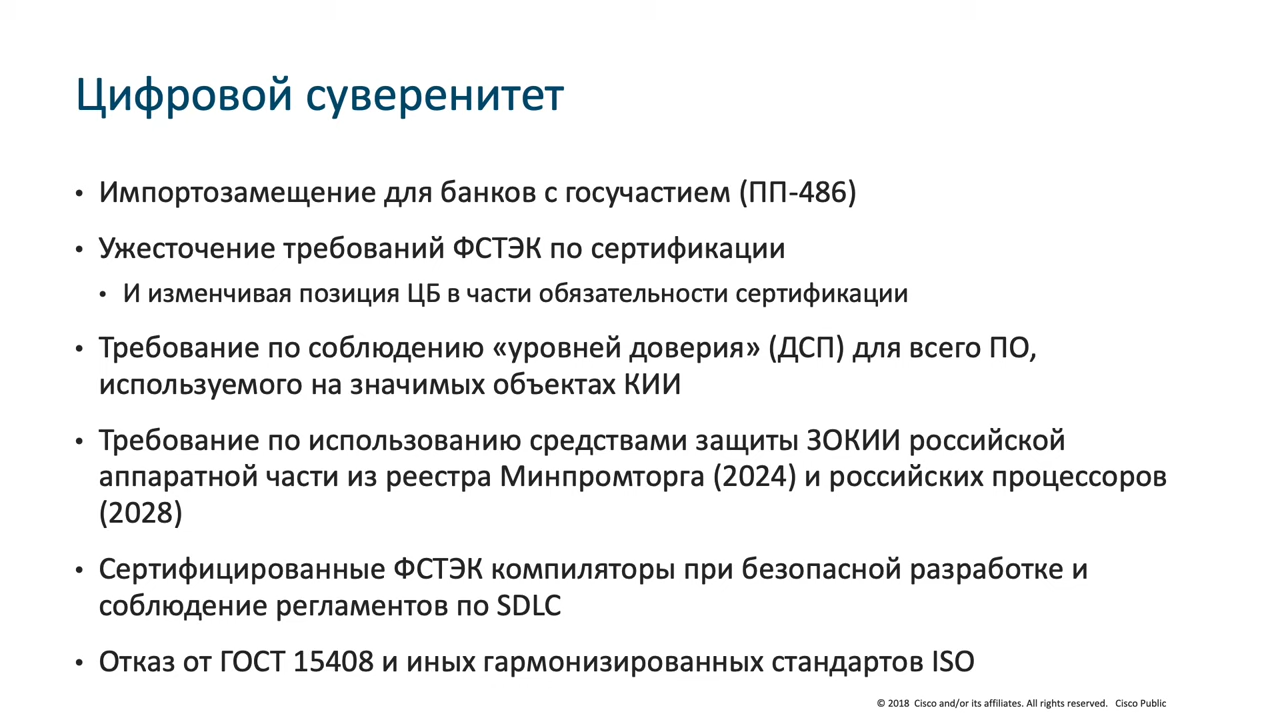 Цифровой суверенитет
• Импортозамещение для банков с госучастием (ПП-486)
• Ужесточение требований ФСТЭК по сертификации
• И изменчивая позиция ЦБ в части обязательности сертификации
• Требование по соблюдению «уровней доверия» (ДСП) для всего ПО,
используемого на значимых объектах КИИ
• Требование по использованию средствами защиты ЗОКИИ российской
аппаратной части из реестра Минпромторга (2024) и российских процессоров
(2028)
• Сертифицированные ФСТЭК компиляторы при безопасной разработке и
соблюдение регламентов по SDLC
• Отказ от ГОСТ 15408 и иных гармонизированных стандартов ISO
© 2018 Cisco and/or its affiliates. All rights reserved. Cisco Public